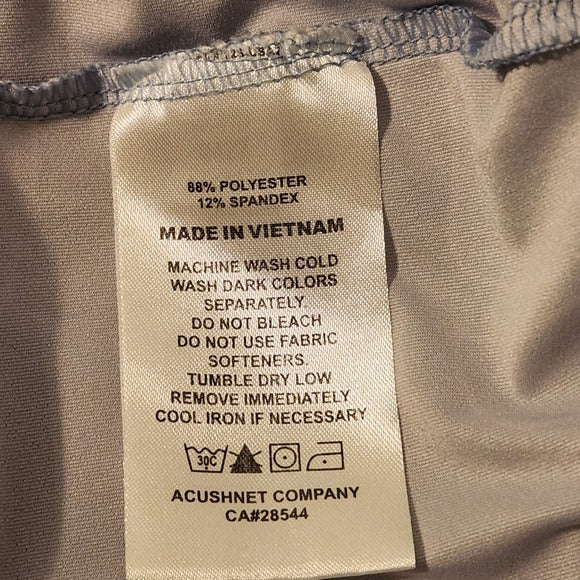 88% POLYESTER
12% SPANDEX
MADE IN VIETNAM
MACHINE WASH COLD
WASH DARK COLORS
SEPARATELY
DO NOT BLEACH
DO NOT USE FABRIC
SOFTENERS.
TUMBLE DRY LOW
REMOVE IMMEDIATELY
COOL IRON IF NECESSARY
30C
ACUSHNET COMPANY
CA#28544